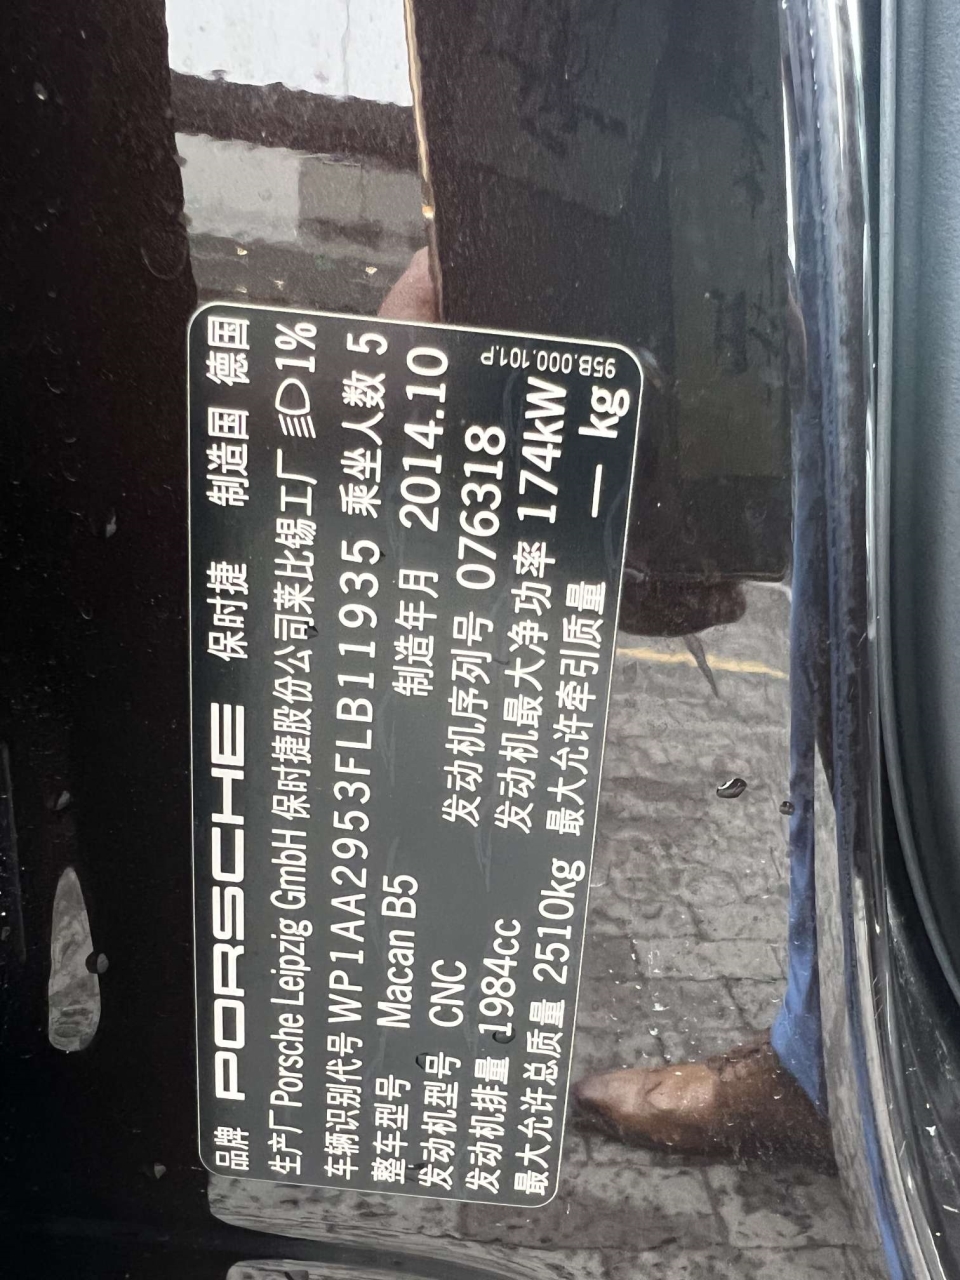 品牌 PORSCHE 保时捷 制造国 德国
生产厂 Porsche Leipzig GmbH 保时捷股份公司莱比锡工厂 1%
车辆识别代号 WP1AA2953FLB11935 乘坐人数 5
整车型号 Macan B5 制造年月 2014.10
发动机型号 CNC 发动机序列号 076318
发动机排量 1984cc 发动机最大净功率 174kW
最大允许总质量 2510kg 最大允许牵引质量 — kg
95B.000.101.P